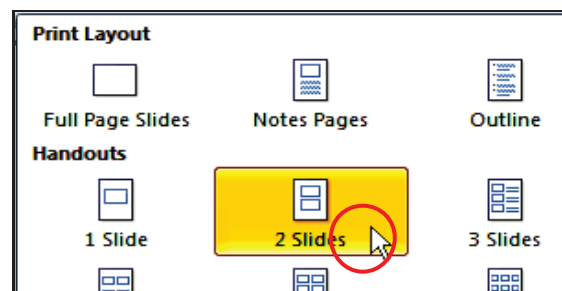 Print Layout
Full Page Slides Notes Pages Outline
Handouts
1 Slide 2 Slides 3 Slides